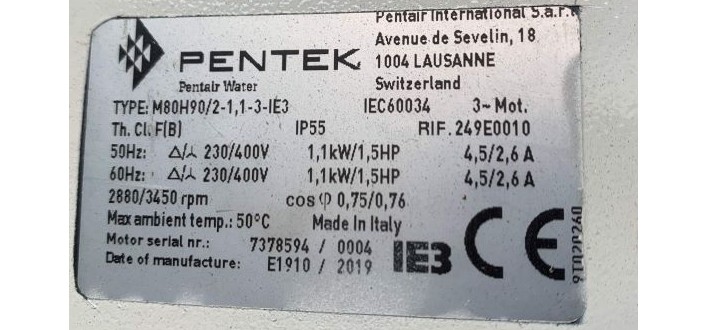 Pentair International S.a.r.
Avenue de Sevelin, 18
PENTEK
1004 LAUSANNE
Pentair Water
Switzerland
TYPE: M80H90/2-1,1-3-IE3 IEC60034 3~ Mot.
Th. Cl. F(B) IP55 RIF. 249E0010
50Hz: Δ/⅄ 230/400V 1,1kW/1,5HP 4,5/2,6 A
60Hz: Δ/⅄ 230/400V 1,1kW/1,5HP 4,5/2,6 A
2880/3450 rpm cos φ 0,75/0,76
Max ambient temp.: 50°C Made In Italy
Motor serial nr.: 7378594 / 0004
Date of manufacture: E1910 / 2019
IE3 CE